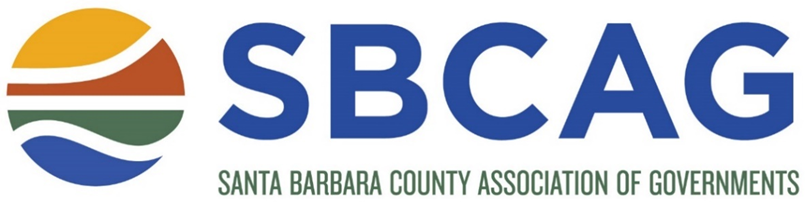 SBCAG
SANTA BARBARA COUNTY ASSOCIATION OF GOVERNMENTS